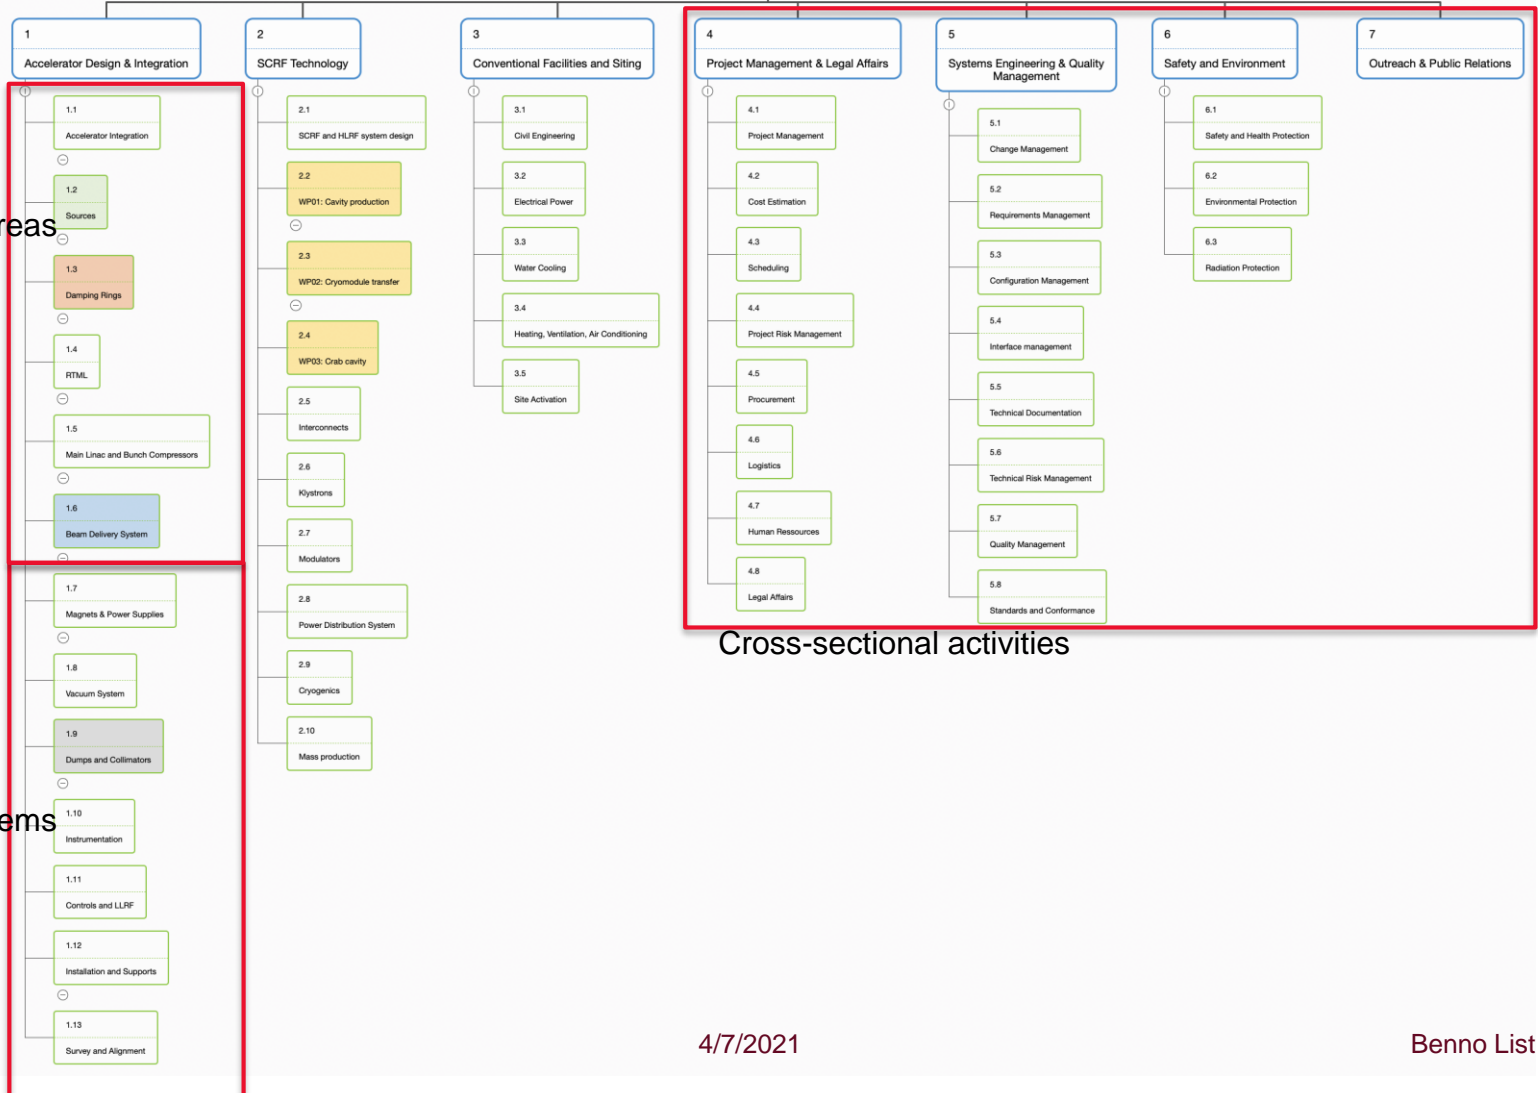 1
Accelerator Design & Integration
1.1
Accelerator Integration
1.2
Sources
reas
1.3
Damping Rings
1.4
RTML
1.5
Main Linac and Bunch Compressors
1.6
Beam Delivery System
1.7
Magnets & Power Supplies
1.8
Vacuum System
1.9
Dumps and Collimators
1.10
ems
Instrumentation
1.11
Controls and LLRF
1.12
Installation and Supports
1.13
Survey and Alignment
2
SCRF Technology
2.1
SCRF and HLRF system design
2.2
WP01: Cavity production
2.3
WP02: Cryomodule transfer
2.4
WP03: Crab cavity
2.5
Interconnects
2.6
Klystrons
2.7
Modulators
2.8
Power Distribution System
2.9
Cryogenics
2.10
Mass production
3
Conventional Facilities and Siting
3.1
Civil Engineering
3.2
Electrical Power
3.3
Water Cooling
3.4
Heating, Ventilation, Air Conditioning
3.5
Site Activation
4
Project Management & Legal Affairs
4.1
Project Management
4.2
Cost Estimation
4.3
Scheduling
4.4
Project Risk Management
4.5
Procurement
4.6
Logistics
4.7
Human Ressources
4.8
Legal Affairs
5
Systems Engineering & Quality
Management
5.1
Change Management
5.2
Requirements Management
5.3
Configuration Management
5.4
Interface management
5.5
Technical Documentation
5.6
Technical Risk Management
5.7
Quality Management
5.8
Standards and Conformance
6
Safety and Environment
6.1
Safety and Health Protection
6.2
Environmental Protection
6.3
Radiation Protection
7
Outreach & Public Relations
Cross-sectional activities
4/7/2021
Benno List